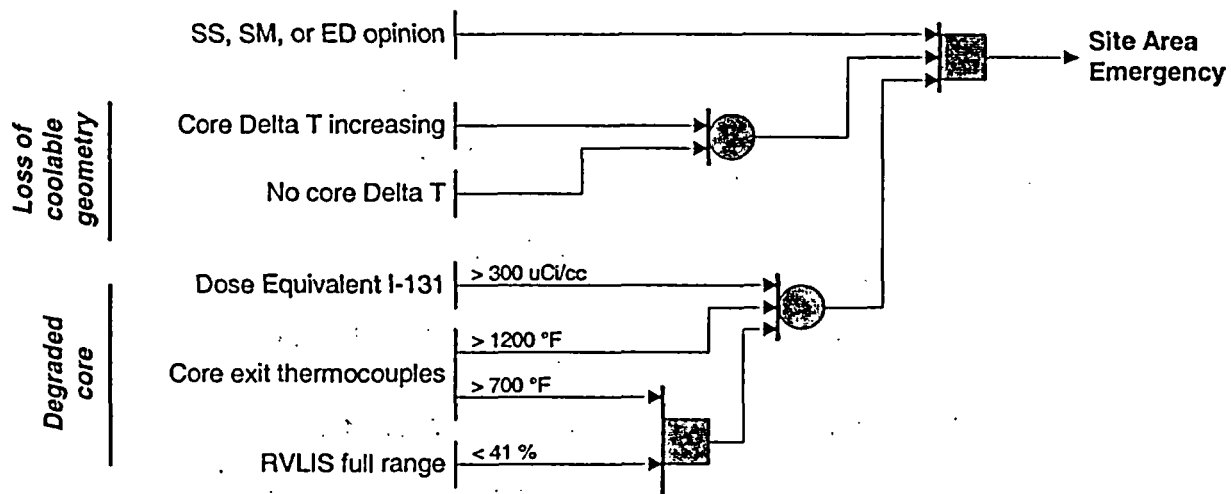 SS, SM, or ED opinion
Site Area
Emergency
Loss of
coolable
geometry
Core Delta T increasing
No core Delta T
Degraded
core
Dose Equivalent I-131
> 300 uCi/cc
Core exit thermocouples
> 1200 °F
> 700 °F
RVLIS full range
< 41 %